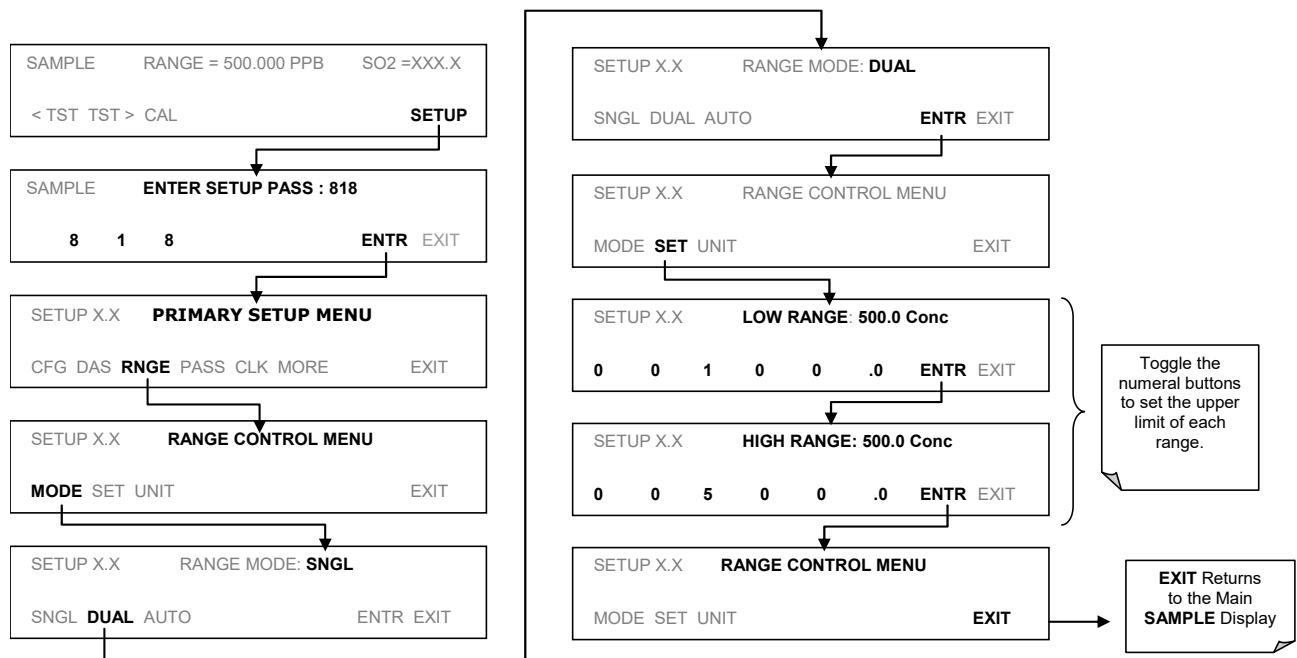 SAMPLE RANGE = 500.000 PPB SO2 =XXX.X
< TST TST > CAL SETUP
SAMPLE ENTER SETUP PASS : 818
8 1 8 ENTR EXIT
SETUP X.X PRIMARY SETUP MENU
CFG DAS RNGE PASS CLK MORE EXIT
SETUP X.X RANGE CONTROL MENU
MODE SET UNIT EXIT
SETUP X.X RANGE MODE: SNGL
SNGL DUAL AUTO ENTR EXIT
SETUP X.X RANGE MODE: DUAL
SNGL DUAL AUTO ENTR EXIT
SETUP X.X RANGE CONTROL MENU
MODE SET UNIT EXIT
SETUP X.X LOW RANGE: 500.0 Conc
0 0 1 0 0 .0 ENTR EXIT
SETUP X.X HIGH RANGE: 500.0 Conc
0 0 5 0 0 .0 ENTR EXIT
Toggle the
numeral buttons
to set the upper
limit of each
range.
SETUP X.X RANGE CONTROL MENU
MODE SET UNIT EXIT
EXIT Returns
to the Main
SAMPLE Display